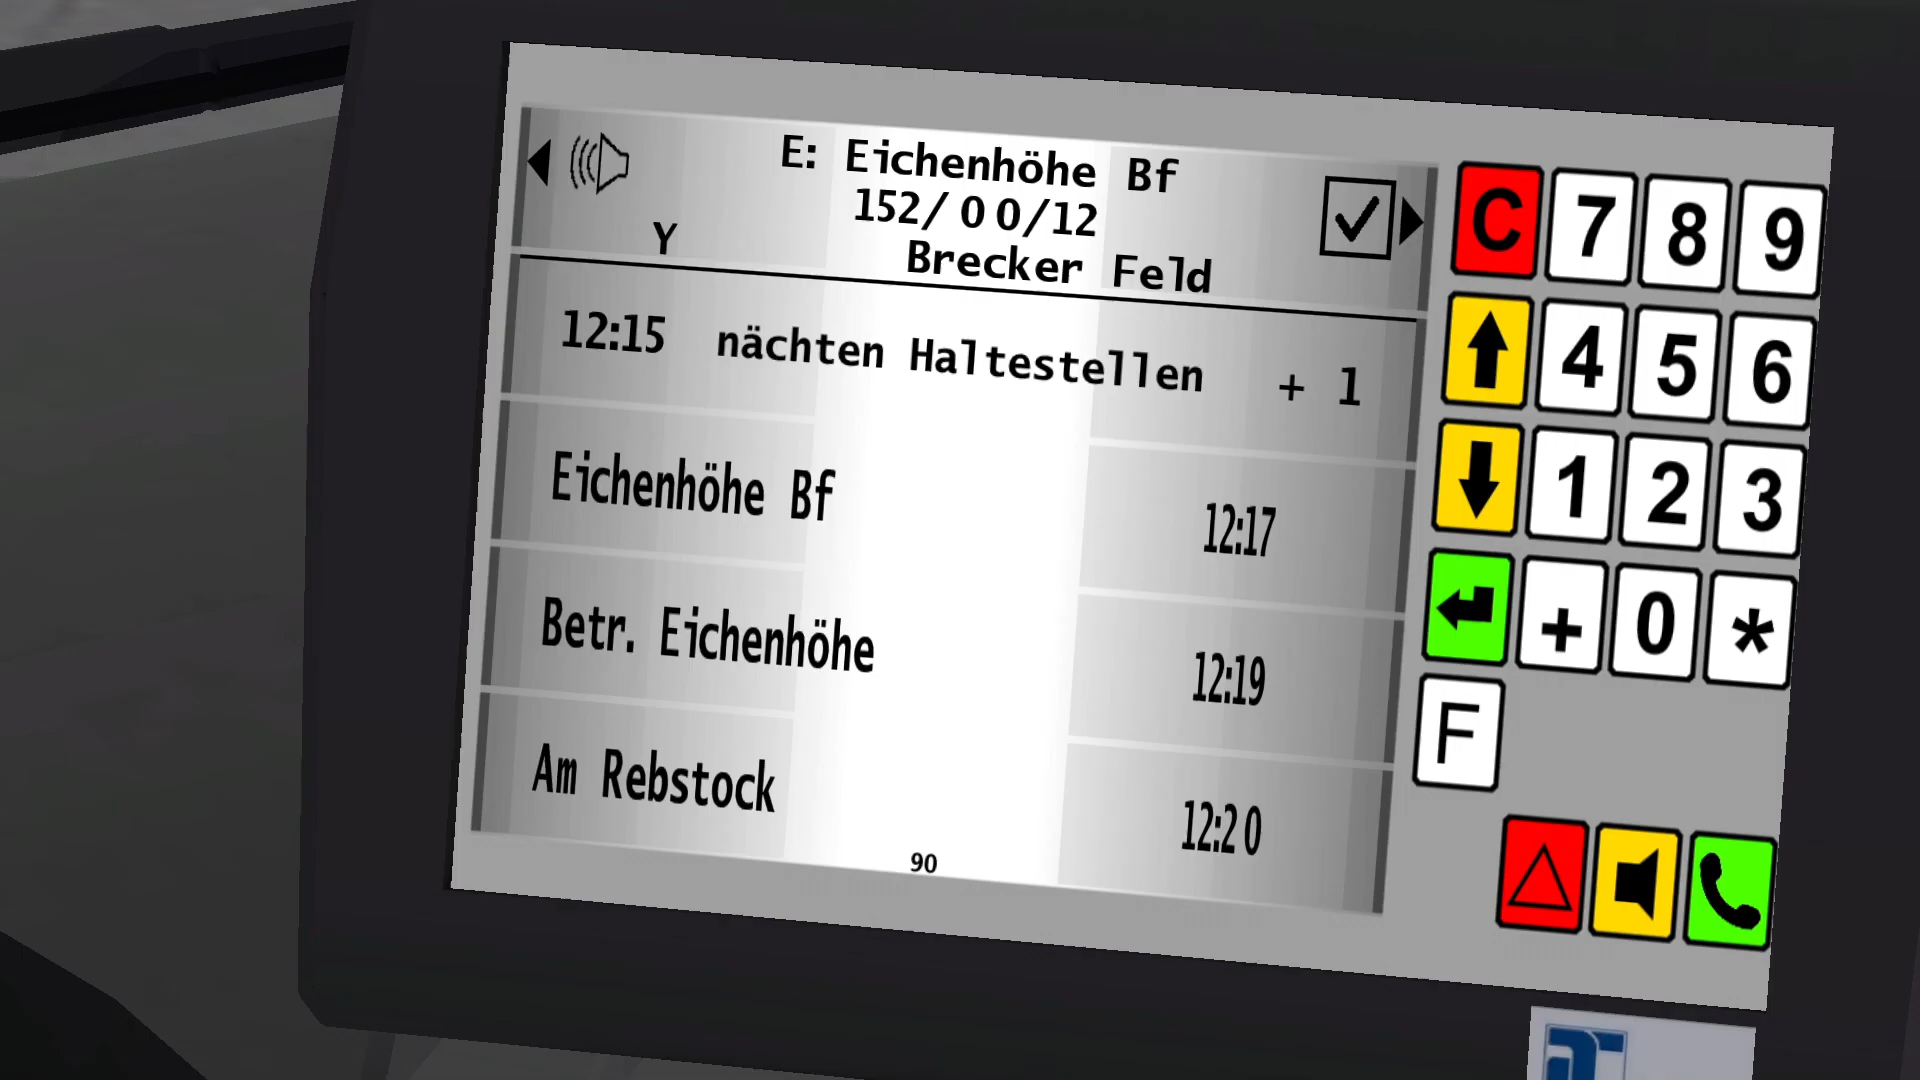 E: Eichenhöhe Bf
152/ 0 0/12
Y
Brecker Feld
12:15 nächten Haltestellen + 1
Eichenhöhe Bf 12:17
Betr. Eichenhöhe 12:19
Am Rebstock 12:2 0
90
C 7 8 9
4 5 6
1 2 3
+ 0 *
F